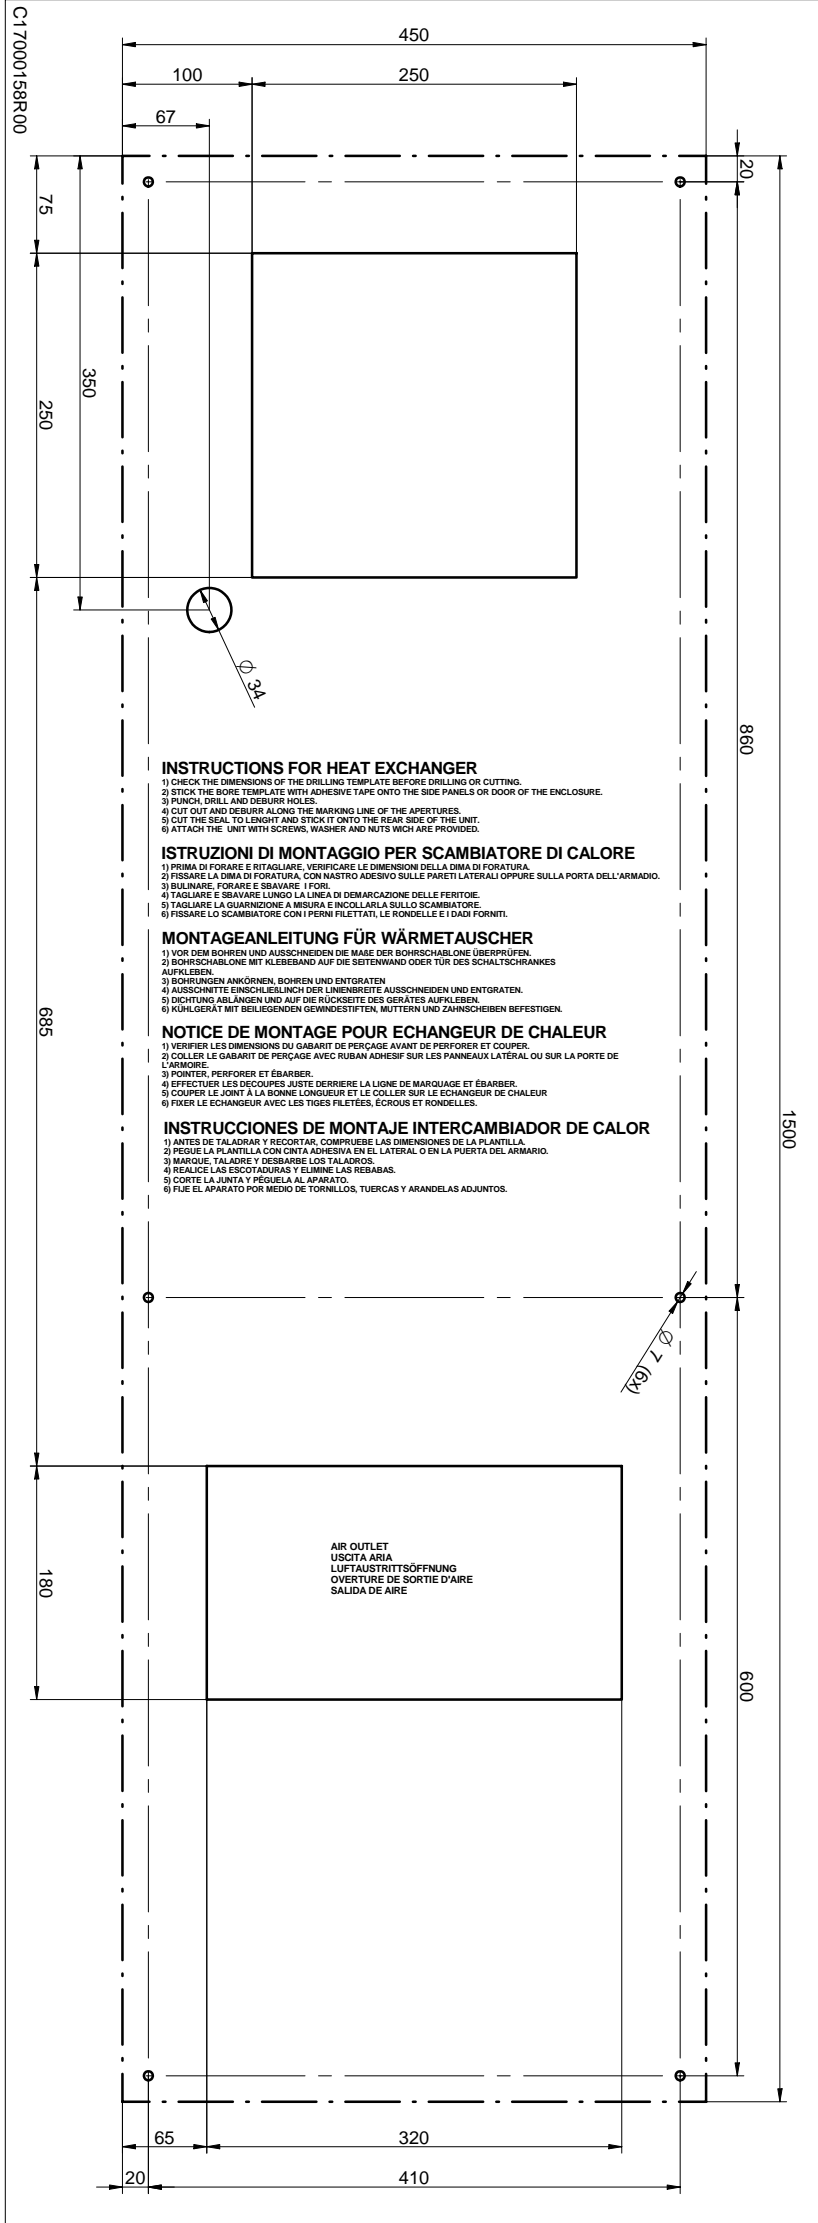 C17000158R00
450
100
250
67
20
75
350
250
Ø 34
860
INSTRUCTIONS FOR HEAT EXCHANGER
1) CHECK THE DIMENSIONS OF THE DRILLING TEMPLATE BEFORE DRILLING OR CUTTING.
2) STICK THE BORE TEMPLATE WITH ADHESIVE TAPE ONTO THE SIDE PANELS OR DOOR OF THE ENCLOSURE.
3) PUNCH, DRILL AND DEBURR HOLES.
4) CUT OUT AND DEBURR ALONG THE MARKING LINE OF THE APERTURES.
5) CUT THE SEAL TO LENGHT AND STICK IT ONTO THE REAR SIDE OF THE UNIT.
6) ATTACH THE UNIT WITH SCREWS, WASHER AND NUTS WICH ARE PROVIDED.
ISTRUZIONI DI MONTAGGIO PER SCAMBIATORE DI CALORE
1) PRIMA DI FORARE E RITAGLIARE, VERIFICARE LE DIMENSIONI DELLA DIMA DI FORATURA.
2) FISSARE LA DIMA DI FORATURA, CON NASTRO ADESIVO SULLE PARETI LATERALI OPPURE SULLA PORTA DELL'ARMADIO.
3) BULINARE, FORARE E SBAVARE I FORI.
4) TAGLIARE E SBAVARE LUNGO LA LINEA DI DEMARCAZIONE DELLE FERITOIE.
5) TAGLIARE LA GUARNIZIONE A MISURA E INCOLLARLA SULLO SCAMBIATORE.
6) FISSARE LO SCAMBIATORE CON I PERNI FILETTATI, LE RONDELLE E I DADI FORNITI.
MONTAGEANLEITUNG FÜR WÄRMETAUSCHER
1) VOR DEM BOHREN UND AUSSCHNEIDEN DIE MAßE DER BOHRSCHABLONE ÜBERPRÜFEN.
2) BOHRSCHABLONE MIT KLEBEBAND AUF DIE SEITENWAND ODER TÜR DES SCHALTSCHRANKES
AUFKLEBEN.
3) BOHRUNGEN ANKÖRNEN, BOHREN UND ENTGRATEN
4) AUSSCHNITTE EINSCHLIEßLINCH DER LINIENBREITE AUSSCHNEIDEN UND ENTGRATEN.
5) DICHTUNG ABLÄNGEN UND AUF DIE RÜCKSEITE DES GERÄTES AUFKLEBEN.
6) KÜHLGERÄT MIT BEILIEGENDEN GEWINDESTIFTEN, MUTTERN UND ZAHNSCHEIBEN BEFESTIGEN.
NOTICE DE MONTAGE POUR ECHANGEUR DE CHALEUR
1) VERIFIER LES DIMENSIONS DU GABARIT DE PERÇAGE AVANT DE PERFORER ET COUPER.
2) COLLER LE GABARIT DE PERÇAGE AVEC RUBAN ADHESIF SUR LES PANNEAUX LATÉRAL OU SUR LA PORTE DE
L'ARMOIRE.
3) POINTER, PERFORER ET ÉBARBER.
4) EFFECTUER LES DECOUPES JUSTE DERRIERE LA LIGNE DE MARQUAGE ET ÉBARBER.
5) COUPER LE JOINT À LA BONNE LONGUEUR ET LE COLLER SUR LE ECHANGEUR DE CHALEUR
6) FIXER LE ECHANGEUR AVEC LES TIGES FILETÉES, ÉCROUS ET RONDELLES.
INSTRUCCIONES DE MONTAJE INTERCAMBIADOR DE CALOR
1) ANTES DE TALADRAR Y RECORTAR, COMPRUEBE LAS DIMENSIONES DE LA PLANTILLA.
2) PEGUE LA PLANTILLA CON CINTA ADHESIVA EN EL LATERAL O EN LA PUERTA DEL ARMARIO.
3) MARQUE, TALADRE Y DESBARBE LOS TALADROS.
4) REALICE LAS ESCOTADURAS Y ELIMINE LAS REBABAS.
5) CORTE LA JUNTA Y PÉGUELA AL APARATO.
6) FIJE EL APARATO POR MEDIO DE TORNILLOS, TUERCAS Y ARANDELAS ADJUNTOS.
685
1500
Ø 7 (6x)
AIR OUTLET
USCITA ARIA
LUFTAUSTRITTSÖFFNUNG
OVERTURE DE SORTIE D'AIRE
SALIDA DE AIRE
180
600
65
320
20
410